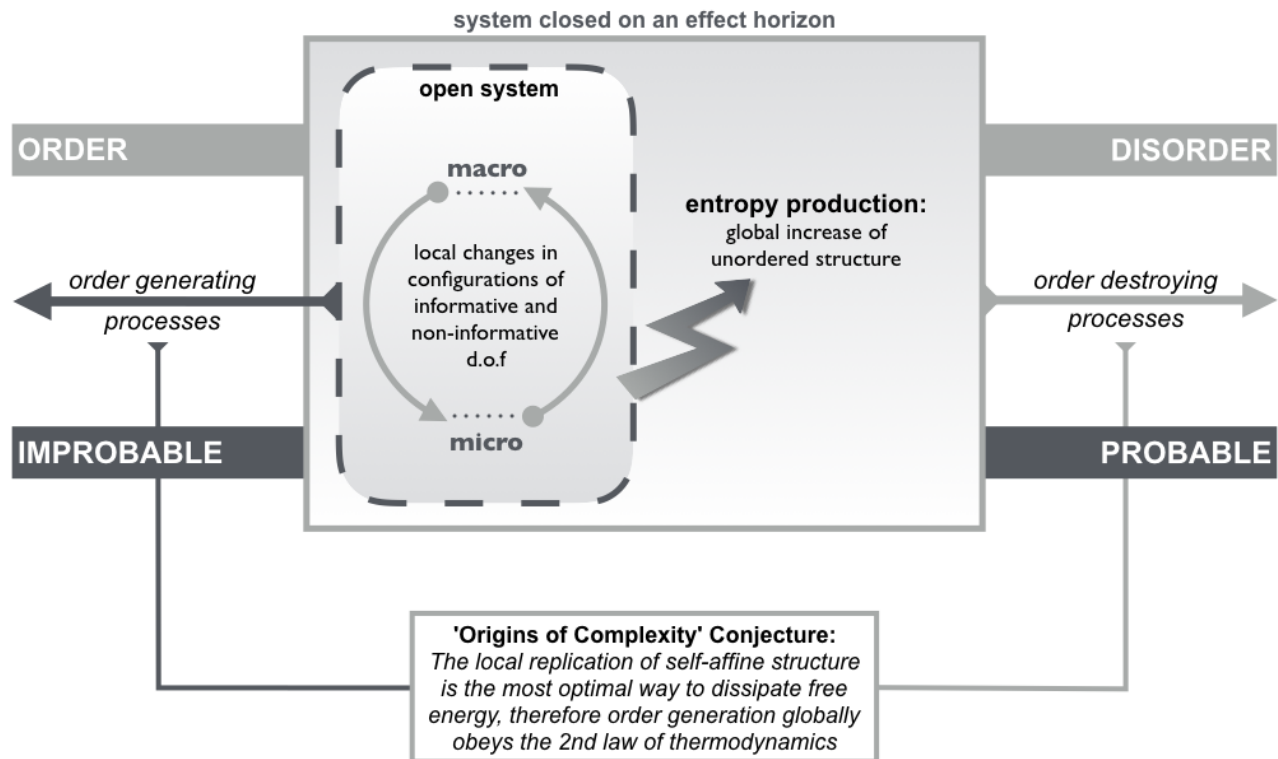 system closed on an effect horizon
open system
ORDER
DISORDER
macro
entropy production:
global increase of
unordered structure
local changes in
configurations of
informative and
non-informative
d.o.f
order generating
processes
order destroying
processes
micro
IMPROBABLE
PROBABLE
'Origins of Complexity' Conjecture:
The local replication of self-affine structure
is the most optimal way to dissipate free
energy, therefore order generation globally
obeys the 2nd law of thermodynamics